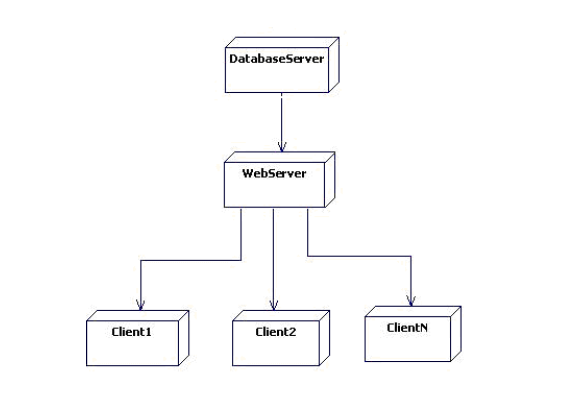 DatabaseServer
WebServer
Client1
Client2
ClientN